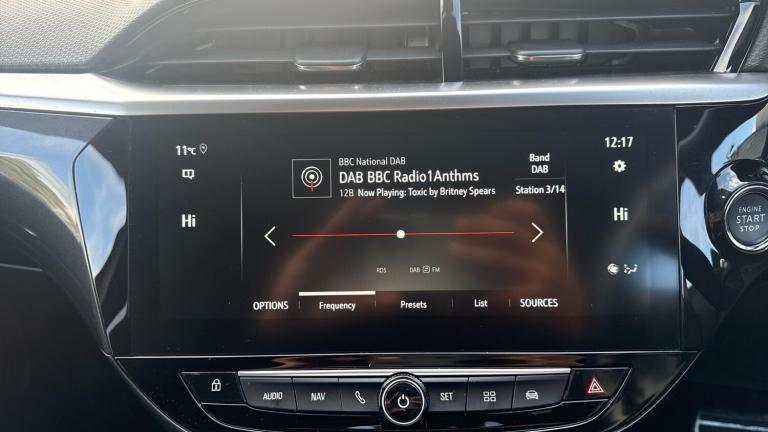 11°C
Hi
BBC National DAB
DAB BBC Radio1Anthms
12B Now Playing: Toxic by Britney Spears
Band
DAB
Station 3/14
12:17
Hi
RDS
DAB FM
OPTIONS
Frequency
Presets
List
SOURCES
ENGINE
START
STOP
AUDIO
NAV
SET